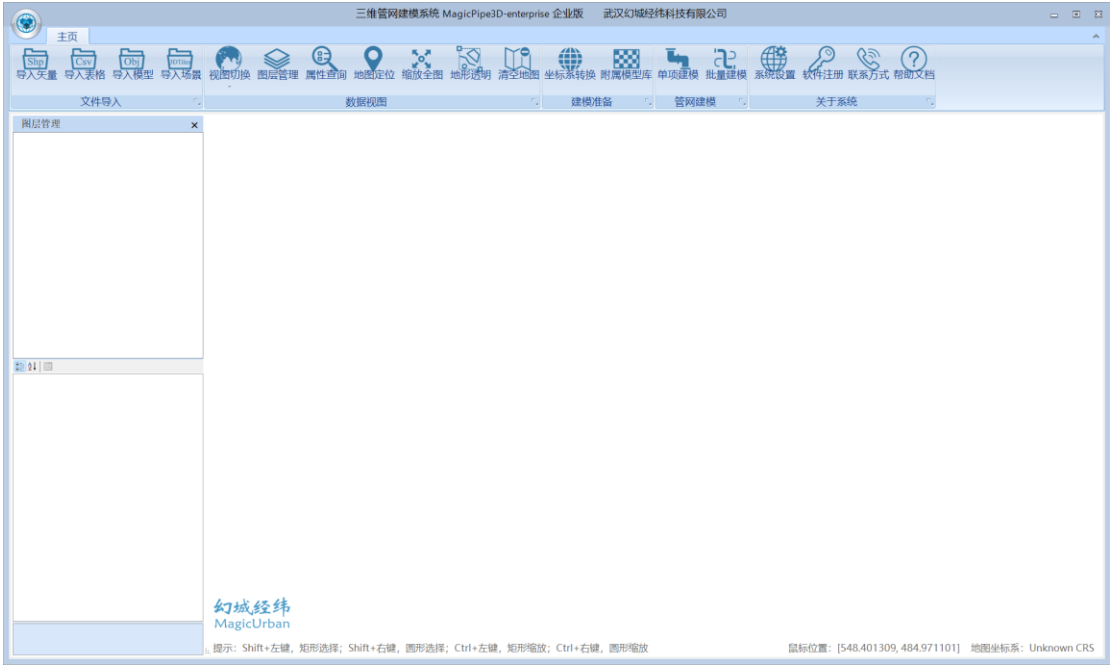 三维管网建模系统 MagicPipe3D-enterprise 企业版 武汉幻城经纬科技有限公司
主页
Shp Csv Obj 3DTiles
导入矢量 导入表格 导入模型 导入场景 视图切换 图层管理 属性查询 地图定位 缩放全图 地形透明 清空地图 坐标系转换 附属模型库 单项建模 批量建模 系统设置 软件注册 联系方式 帮助文档
文件导入 数据视图 建模准备 管网建模 关于系统
图层管理
幻城经纬
MagicUrban
提示：Shift+左键，矩形选择；Shift+右键，圆形选择；Ctrl+左键，矩形缩放；Ctrl+右键，圆形缩放 鼠标位置：[548.401309, 484.971101] 地图坐标系：Unknown CRS